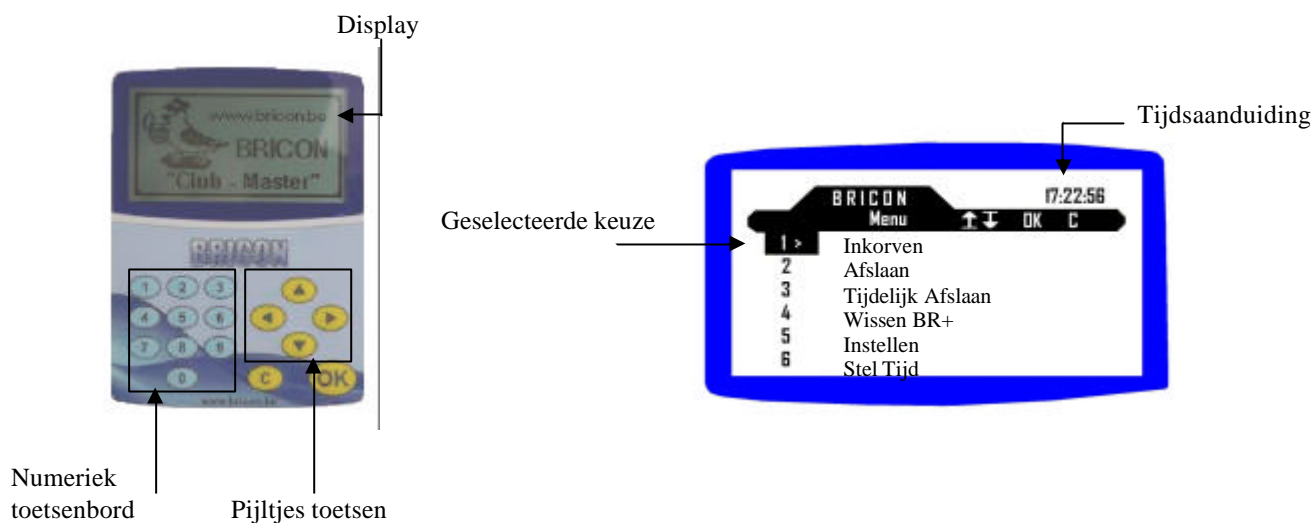 Display
www.bricon.be
BRICON
"Club - Master"
BRICON
1 2 3
4 5 6
7 8 9
0
C OK
www.bricon.be
Numeriek
toetsenbord
Pijltjes toetsen
Tijdsaanduiding
Geselecteerde keuze
BRICON 17:22:56
Menu OK C
1 > Inkorven
2 Afslaan
3 Tijdelijk Afslaan
4 Wissen BR+
5 Instellen
6 Stel Tijd